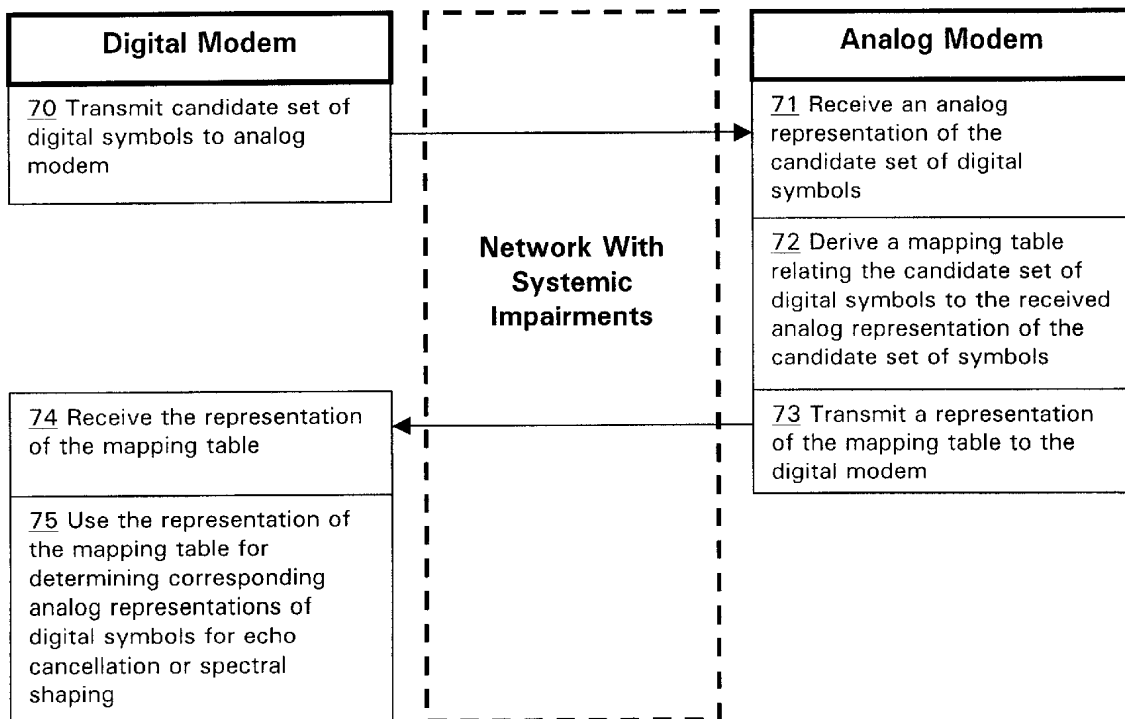 Digital Modem
70 Transmit candidate set of
digital symbols to analog
modem
74 Receive the representation
of the mapping table
75 Use the representation of
the mapping table for
determining corresponding
analog representations of
digital symbols for echo
cancellation or spectral
shaping
Network With
Systemic
Impairments
Analog Modem
71 Receive an analog
representation of the
candidate set of digital
symbols
72 Derive a mapping table
relating the candidate set of
digital symbols to the received
analog representation of the
candidate set of symbols
73 Transmit a representation
of the mapping table to the
digital modem